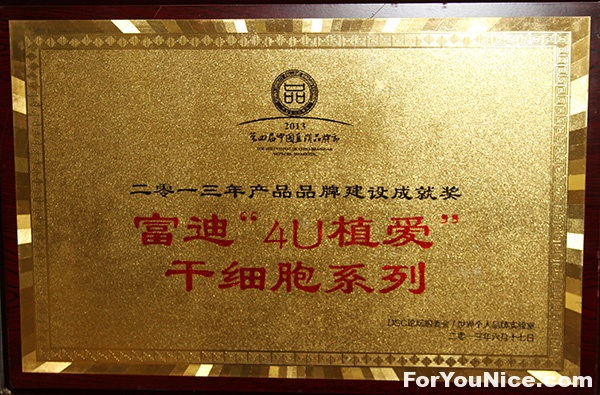 2013
第四届中国直销品牌节
二零一三年产品品牌建设成就奖
富迪“4U植爱”
干细胞系列
DSC论坛组委会/世界个人品牌实验室
二零一三年六月十七日
ForYouNice.com